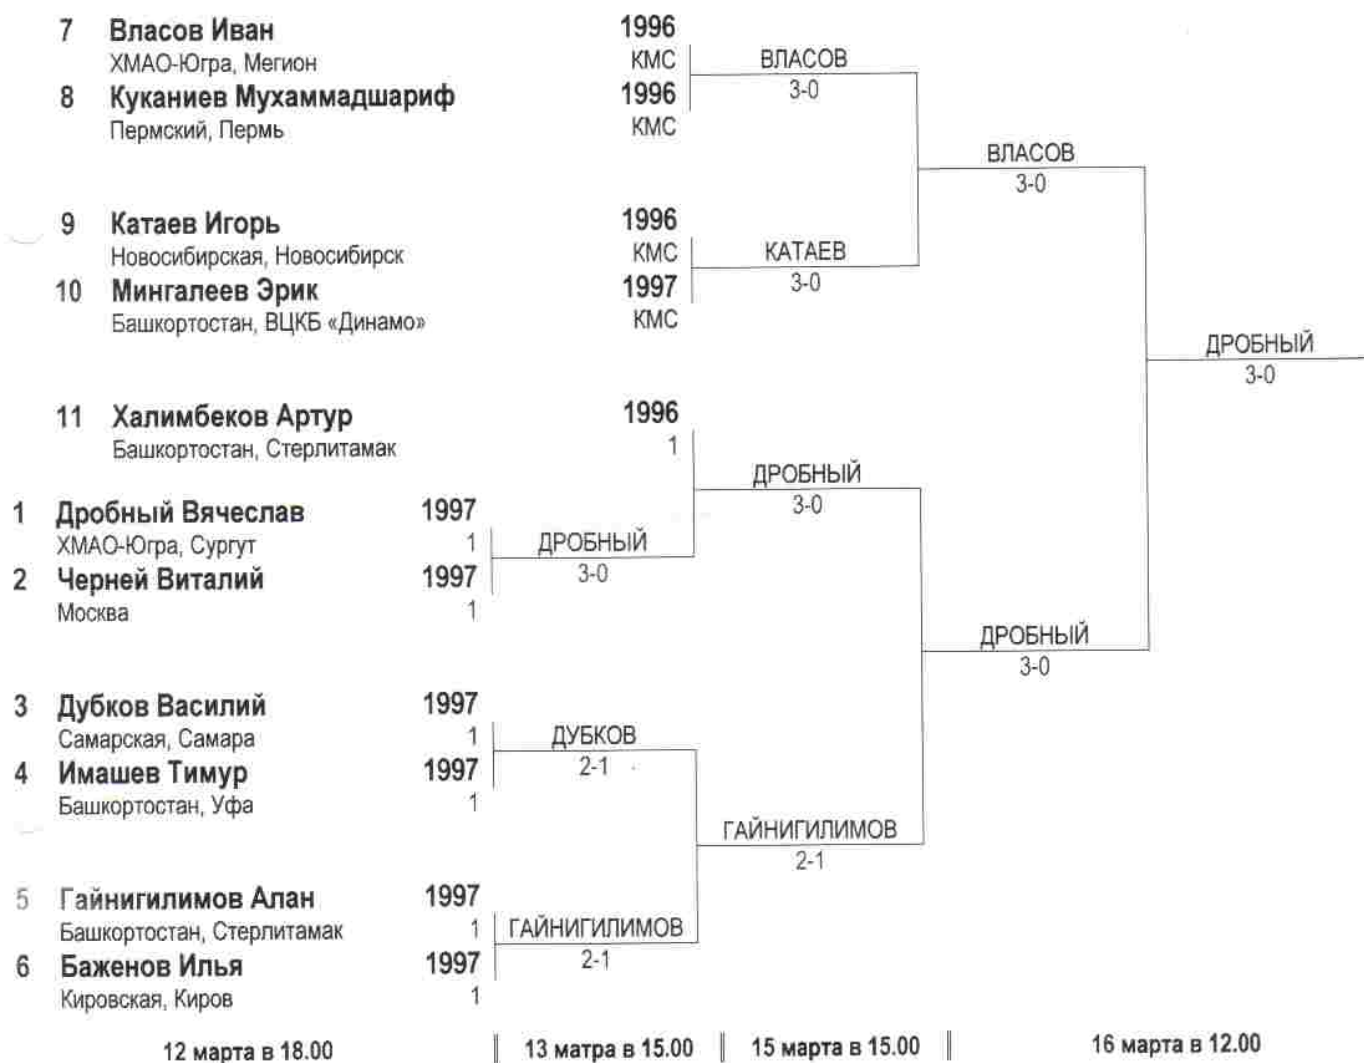 7 Власов Иван 1996
ХМАО-Югра, Мегион КМС
ВЛАСОВ
3-0
8 Куканиев Мухаммадшариф 1996
Пермский, Пермь КМС
ВЛАСОВ
3-0
9 Катаев Игорь 1996
Новосибирская, Новосибирск КМС
КАТАЕВ
3-0
10 Мингалеев Эрик 1997
Башкортостан, ВЦКБ «Динамо» КМС
ДРОБНЫЙ
3-0
11 Халимбеков Артур 1996
Башкортостан, Стерлитамак 1
ДРОБНЫЙ
3-0
1 Дробный Вячеслав 1997
ХМАО-Югра, Сургут 1
ДРОБНЫЙ
3-0
2 Черней Виталий 1997
Москва 1
ДРОБНЫЙ
3-0
3 Дубков Василий 1997
Самарская, Самара 1
ДУБКОВ
2-1
4 Имашев Тимур 1997
Башкортостан, Уфа 1
ГАЙНИГИЛИМОВ
2-1
5 Гайнигилимов Алан 1997
Башкортостан, Стерлитамак 1
ГАЙНИГИЛИМОВ
2-1
6 Баженов Илья 1997
Кировская, Киров 1
12 марта в 18.00 13 матра в 15.00 15 марта в 15.00 16 марта в 12.00